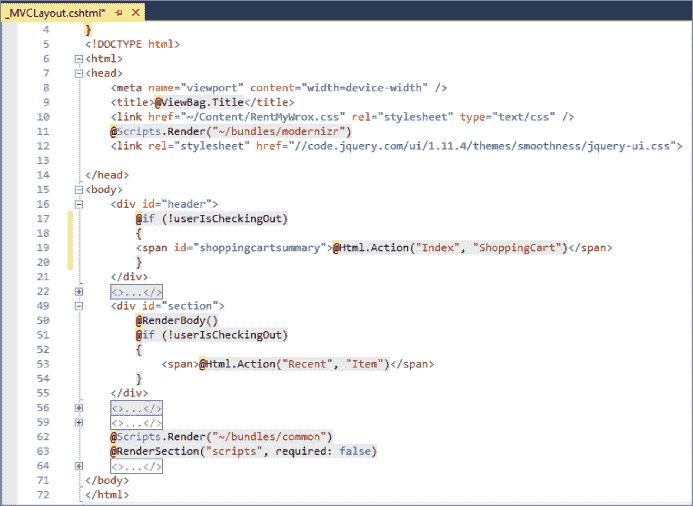 _MVCLayout.cshtml*
4 }
5 <!DOCTYPE html>
6 <html>
7 <head>
8 <meta name="viewport" content="width=device-width" />
9 <title>@ViewBag.Title</title>
10 <link href="~/Content/RentMyWrox.css" rel="stylesheet" type="text/css" />
11 @Scripts.Render("~/bundles/modernizr")
12 <link rel="stylesheet" href="//code.jquery.com/ui/1.11.4/themes/smoothness/jquery-ui.css">
13
14 </head>
15 <body>
16 <div id="header">
17 @if (!userIsCheckingOut)
18 {
19 <span id="shoppingcartsummary">@Html.Action("Index", "ShoppingCart")</span>
20 }
21 </div>
22 <>...</>
49 <div id="section">
50 @RenderBody()
51 @if (!userIsCheckingOut)
52 {
53 <span>@Html.Action("Recent", "Item")</span>
54 }
55 </div>
56 <>...</>
59 <>...</>
62 @Scripts.Render("~/bundles/common")
63 @RenderSection("scripts", required: false)
64 <>...</>
71 </body>
72 </html>